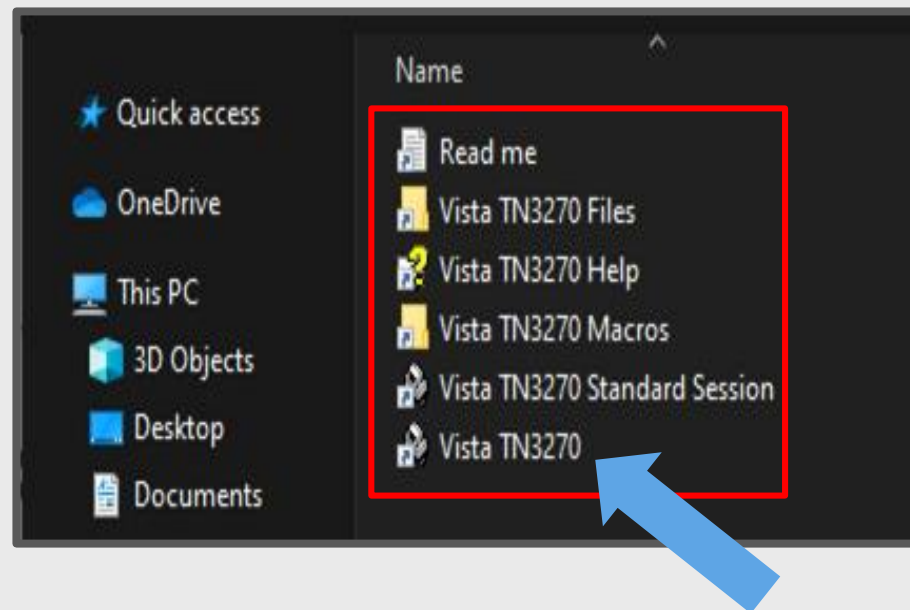 Quick access
OneDrive
This PC
3D Objects
Desktop
Documents
Name
Read me
Vista TN3270 Files
Vista TN3270 Help
Vista TN3270 Macros
Vista TN3270 Standard Session
Vista TN3270